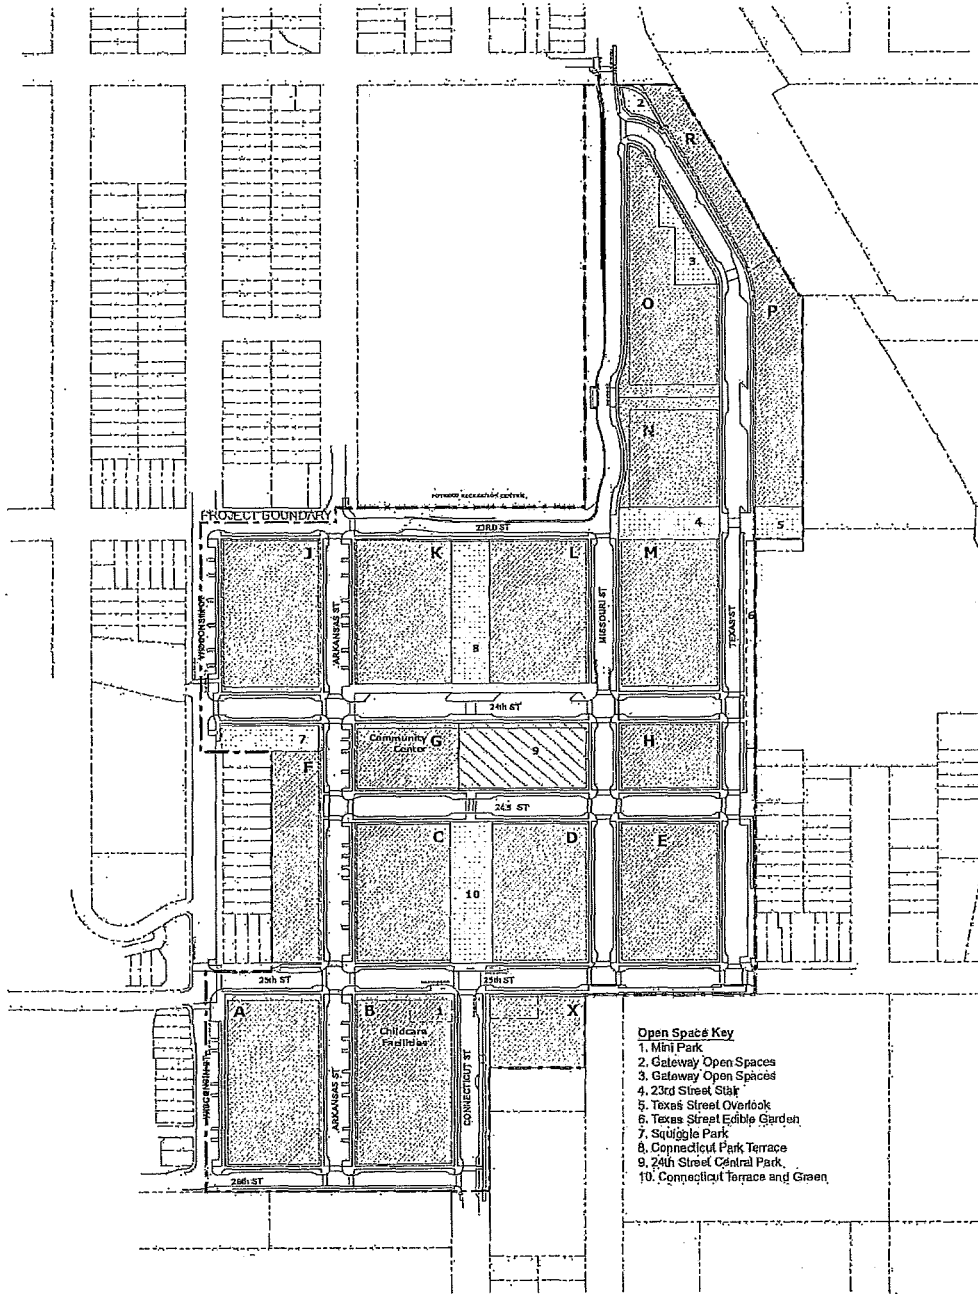 2
R
3
O
P
N
POTRERO RECREATION CENTER
PROJECT BOUNDARY
23RD ST
4
5
J
K
L
M
WISCONSIN ST
ARKANSAS ST
MISSOURI ST
TEXAS ST
6
8
24th ST
7
Community
Center
G
9
H
F
24th ST
C
D
E
10
25th ST
25th ST
A
B
1
X
Childcare
Facilities
WISCONSIN ST
ARKANSAS ST
CONNECTICUT ST
26th ST
Open Space Key
1. Mini Park
2. Gateway Open Spaces
3. Gateway Open Spaces
4. 23rd Street Stair
5. Texas Street Overlook
6. Texas Street Edible Garden
7. Squiggle Park
8. Connecticut Park Terrace
9. 24th Street Central Park
10. Connecticut Terrace and Green